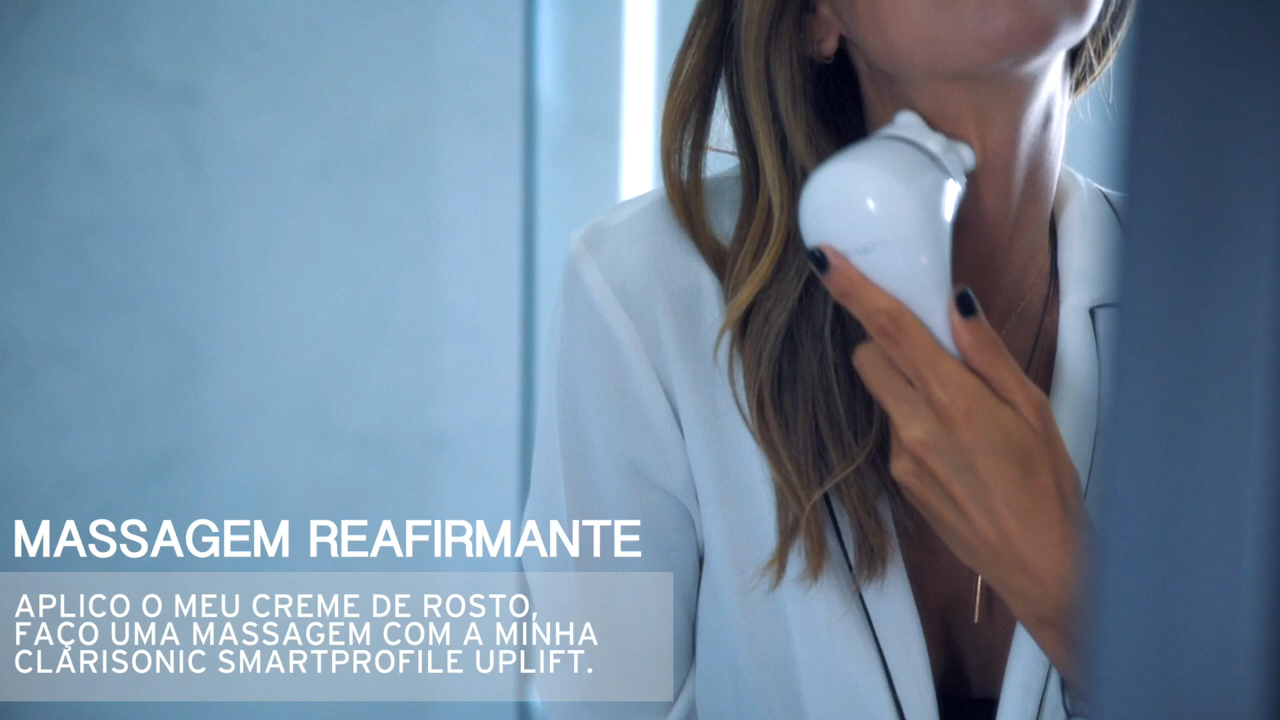 MASSAGEM REAFIRMANTE
APLICO O MEU CREME DE ROSTO,
FAÇO UMA MASSAGEM COM A MINHA
CLARISONIC SMARTPROFILE UPLIFT.